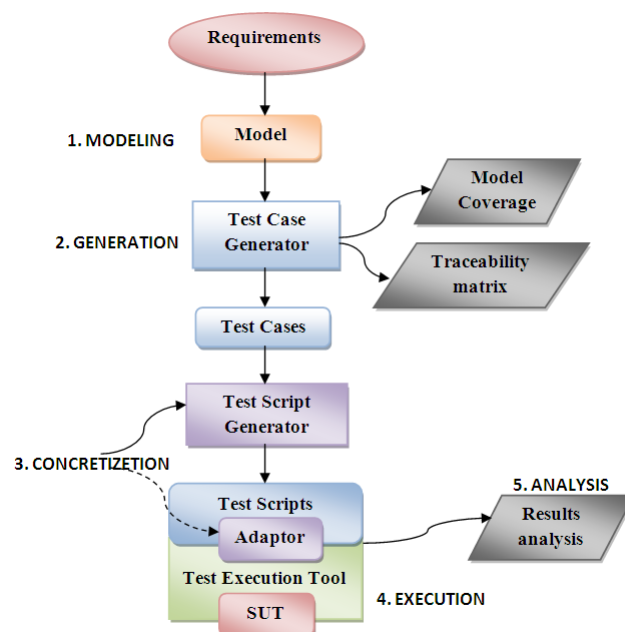 Requirements
1. MODELING
Model
Model
Coverage
2. GENERATION
Test Case
Generator
Traceability
matrix
Test Cases
Test Script
Generator
3. CONCRETIZETION
5. ANALYSIS
Test Scripts
Adaptor
Results
analysis
Test Execution Tool
4. EXECUTION
SUT